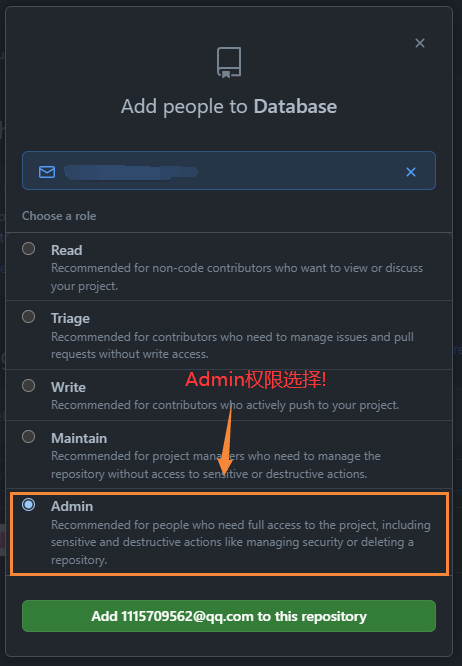 Add people to Database
Choose a role
Read
Recommended for non-code contributors who want to view or discuss
your project.
Triage
Recommended for contributors who need to manage issues and pull
requests without write access.
Admin权限选择!
Write
Recommended for contributors who actively push to your project.
Maintain
Recommended for project managers who need to manage the
repository without access to sensitive or destructive actions.
Admin
Recommended for people who need full access to the project, including
sensitive and destructive actions like managing security or deleting a
repository.
Add 1115709562@qq.com to this repository